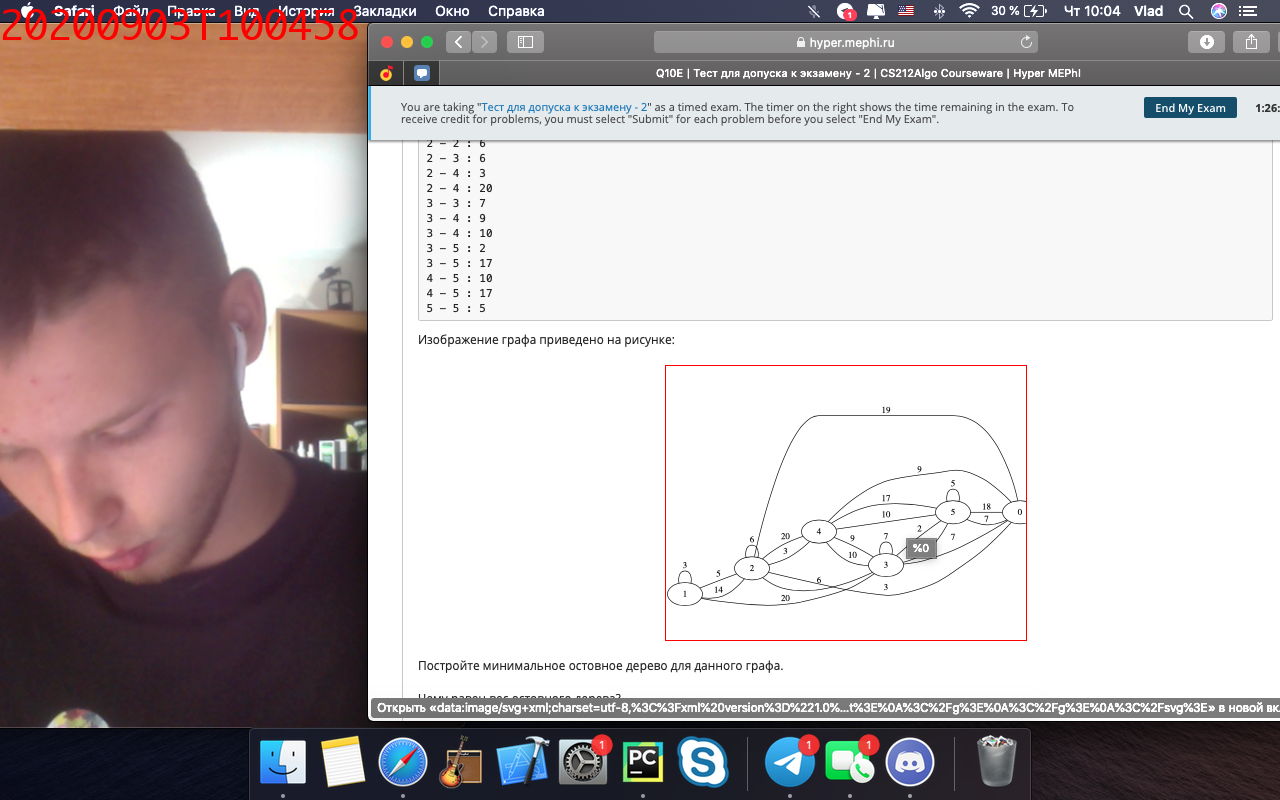 20200903T100458
Safari Файл Правка Вид История Закладки Окно Справка
1
30 % Чт 10:04 Vlad
hyper.mephi.ru
Q10E | Тест для допуска к экзамену - 2 | CS212Algo Courseware | Hyper MEPhI
You are taking "Тест для допуска к экзамену - 2" as a timed exam. The timer on the right shows the time remaining in the exam. To
receive credit for problems, you must select "Submit" for each problem before you select "End My Exam".
End My Exam
1:26:
2 – 2 : 6
2 – 3 : 6
2 – 4 : 3
2 – 4 : 20
3 – 3 : 7
3 – 4 : 9
3 – 4 : 10
3 – 5 : 2
3 – 5 : 17
4 – 5 : 10
4 – 5 : 17
5 – 5 : 5
Изображение графа приведено на рисунке:
19
9
5
17
18
5
0
10
7
20
4
2
7
6
9
7
3
%0
3
2
10
3
5
6
3
1
14
20
Постройте минимальное остовное дерево для данного графа.
Чему равен вес остовного дерева?
Открыть «data:image/svg+xml;charset=utf-8,%3C%3Fxml%20version%3D%221.0%...t%3E%0A%3C%2Fg%3E%0A%3C%2Fg%3E%0A%3C%2Fsvg%3E» в новой вк
1
PC
1
1